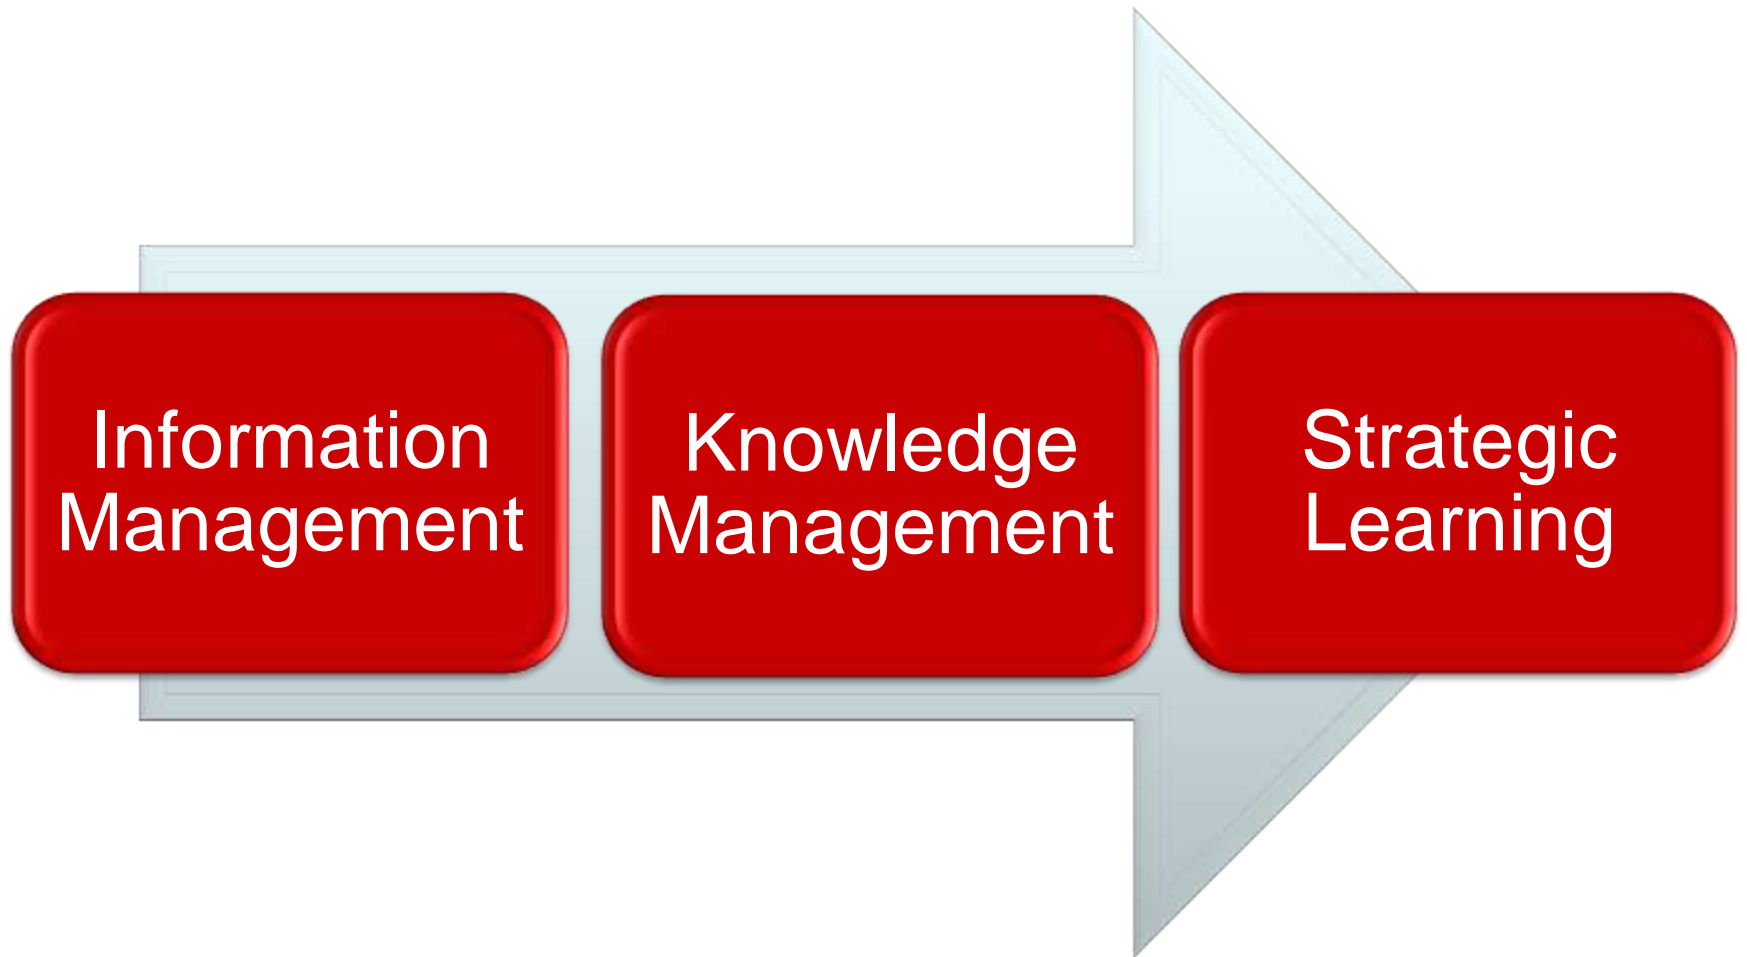 Information
Management
Knowledge
Management
Strategic
Learning